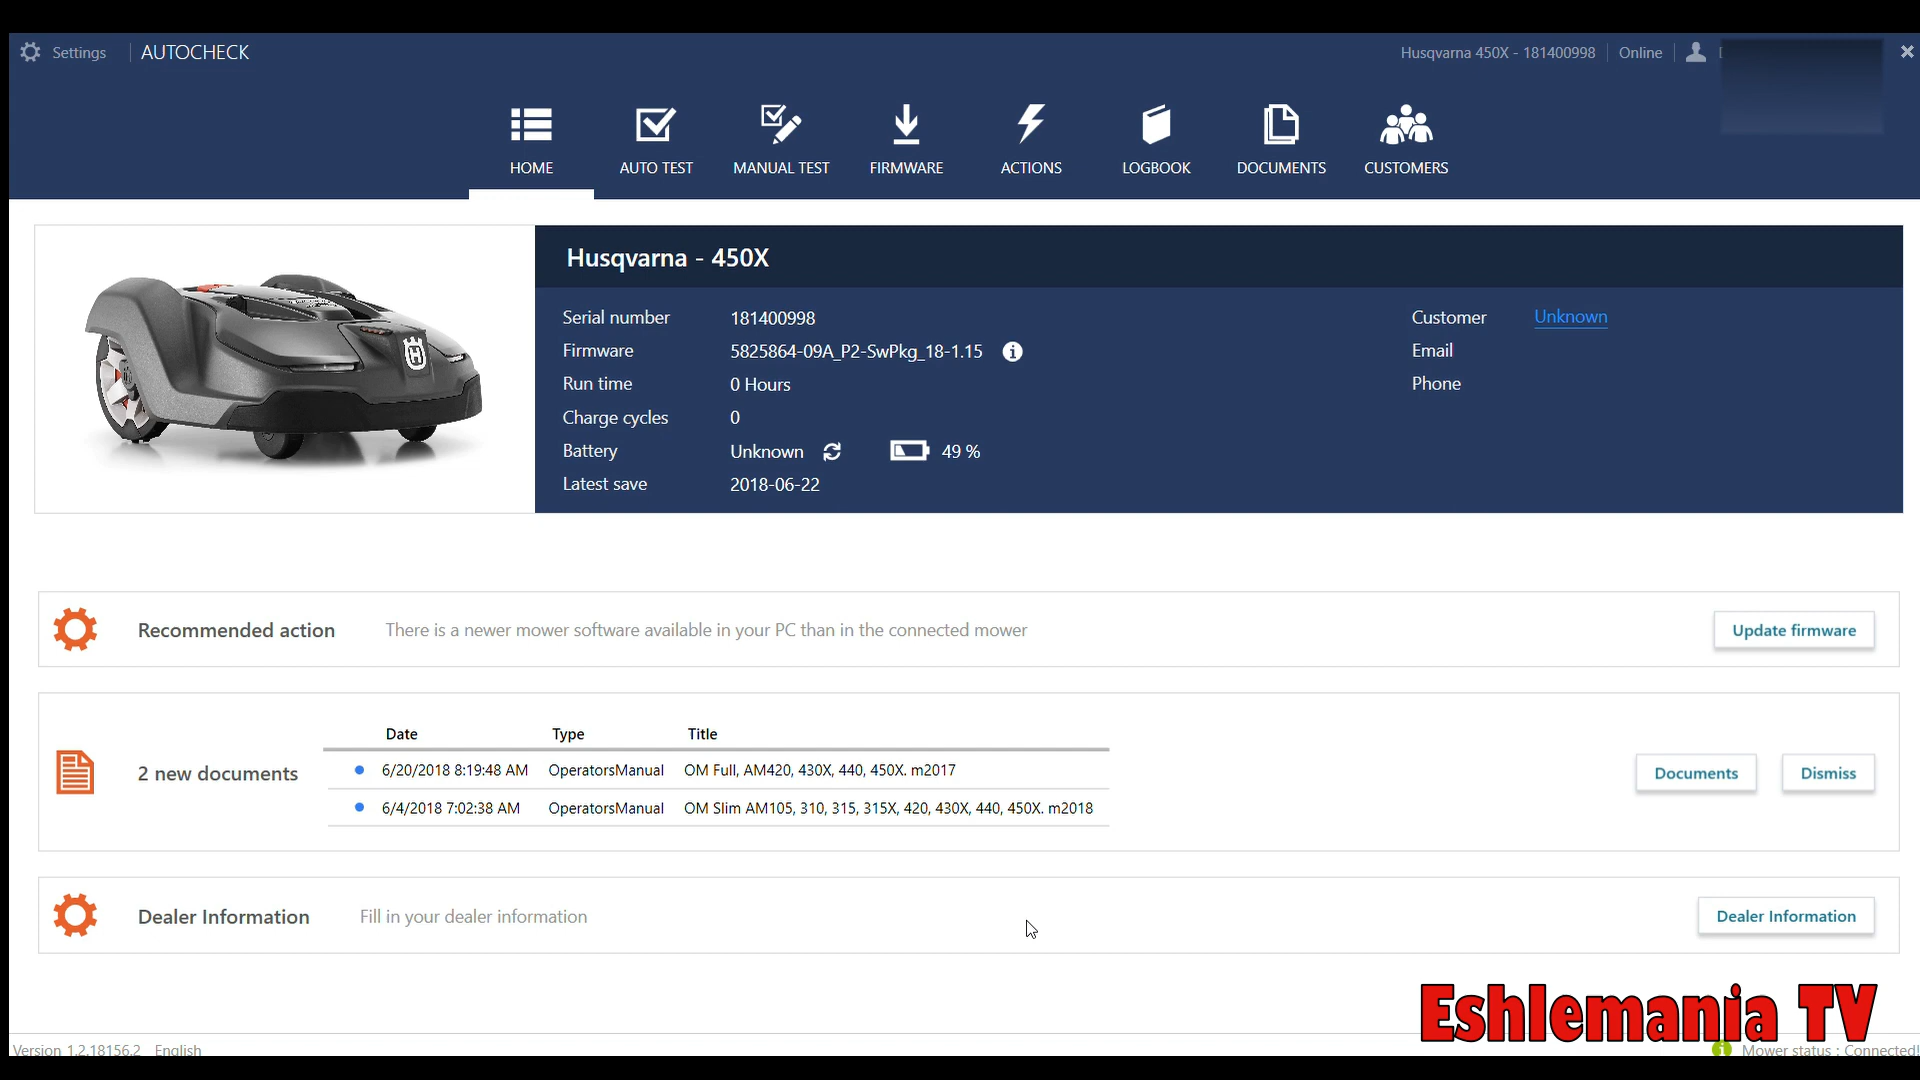 Settings AUTOCHECK Husqvarna 450X - 181400998 Online
HOME AUTO TEST MANUAL TEST FIRMWARE ACTIONS LOGBOOK DOCUMENTS CUSTOMERS
Husqvarna - 450X
Serial number 181400998 Customer Unknown
Firmware 5825864-09A_P2-SwPkg_18-1.15 Email
Run time 0 Hours Phone
Charge cycles 0
Battery Unknown 49 %
Latest save 2018-06-22
Recommended action There is a newer mower software available in your PC than in the connected mower Update firmware
Date Type Title
2 new documents
6/20/2018 8:19:48 AM OperatorsManual OM Full, AM420, 430X, 440, 450X. m2017
6/4/2018 7:02:38 AM OperatorsManual OM Slim AM105, 310, 315, 315X, 420, 430X, 440, 450X. m2018
Documents Dismiss
Dealer Information Fill in your dealer information Dealer Information
Eshlemania TV
Version 1.2.18156.2 English Mower status : Connected!